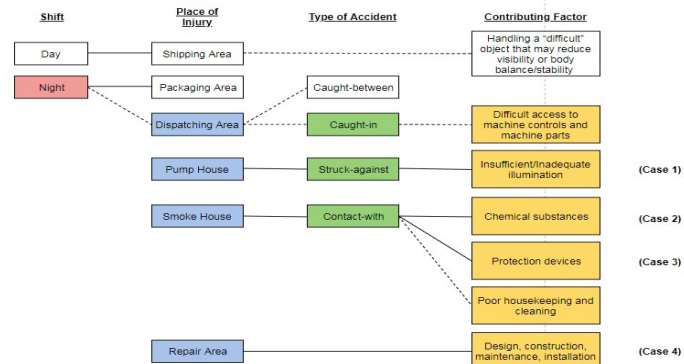 Shift
Place of
Injury
Type of Accident
Contributing Factor
Day
Shipping Area
Handling a "difficult"
object that may reduce
visibility or body
balance/stability
Night
Packaging Area
Caught-between
Dispatching Area
Caught-in
Difficult access to
machine controls and
machine parts
Pump House
Struck-against
Insufficient/Inadequate
illumination
(Case 1)
Smoke House
Contact-with
Chemical substances
(Case 2)
Protection devices
(Case 3)
Poor housekeeping and
cleaning
Repair Area
Design, construction,
maintenance, installation
(Case 4)